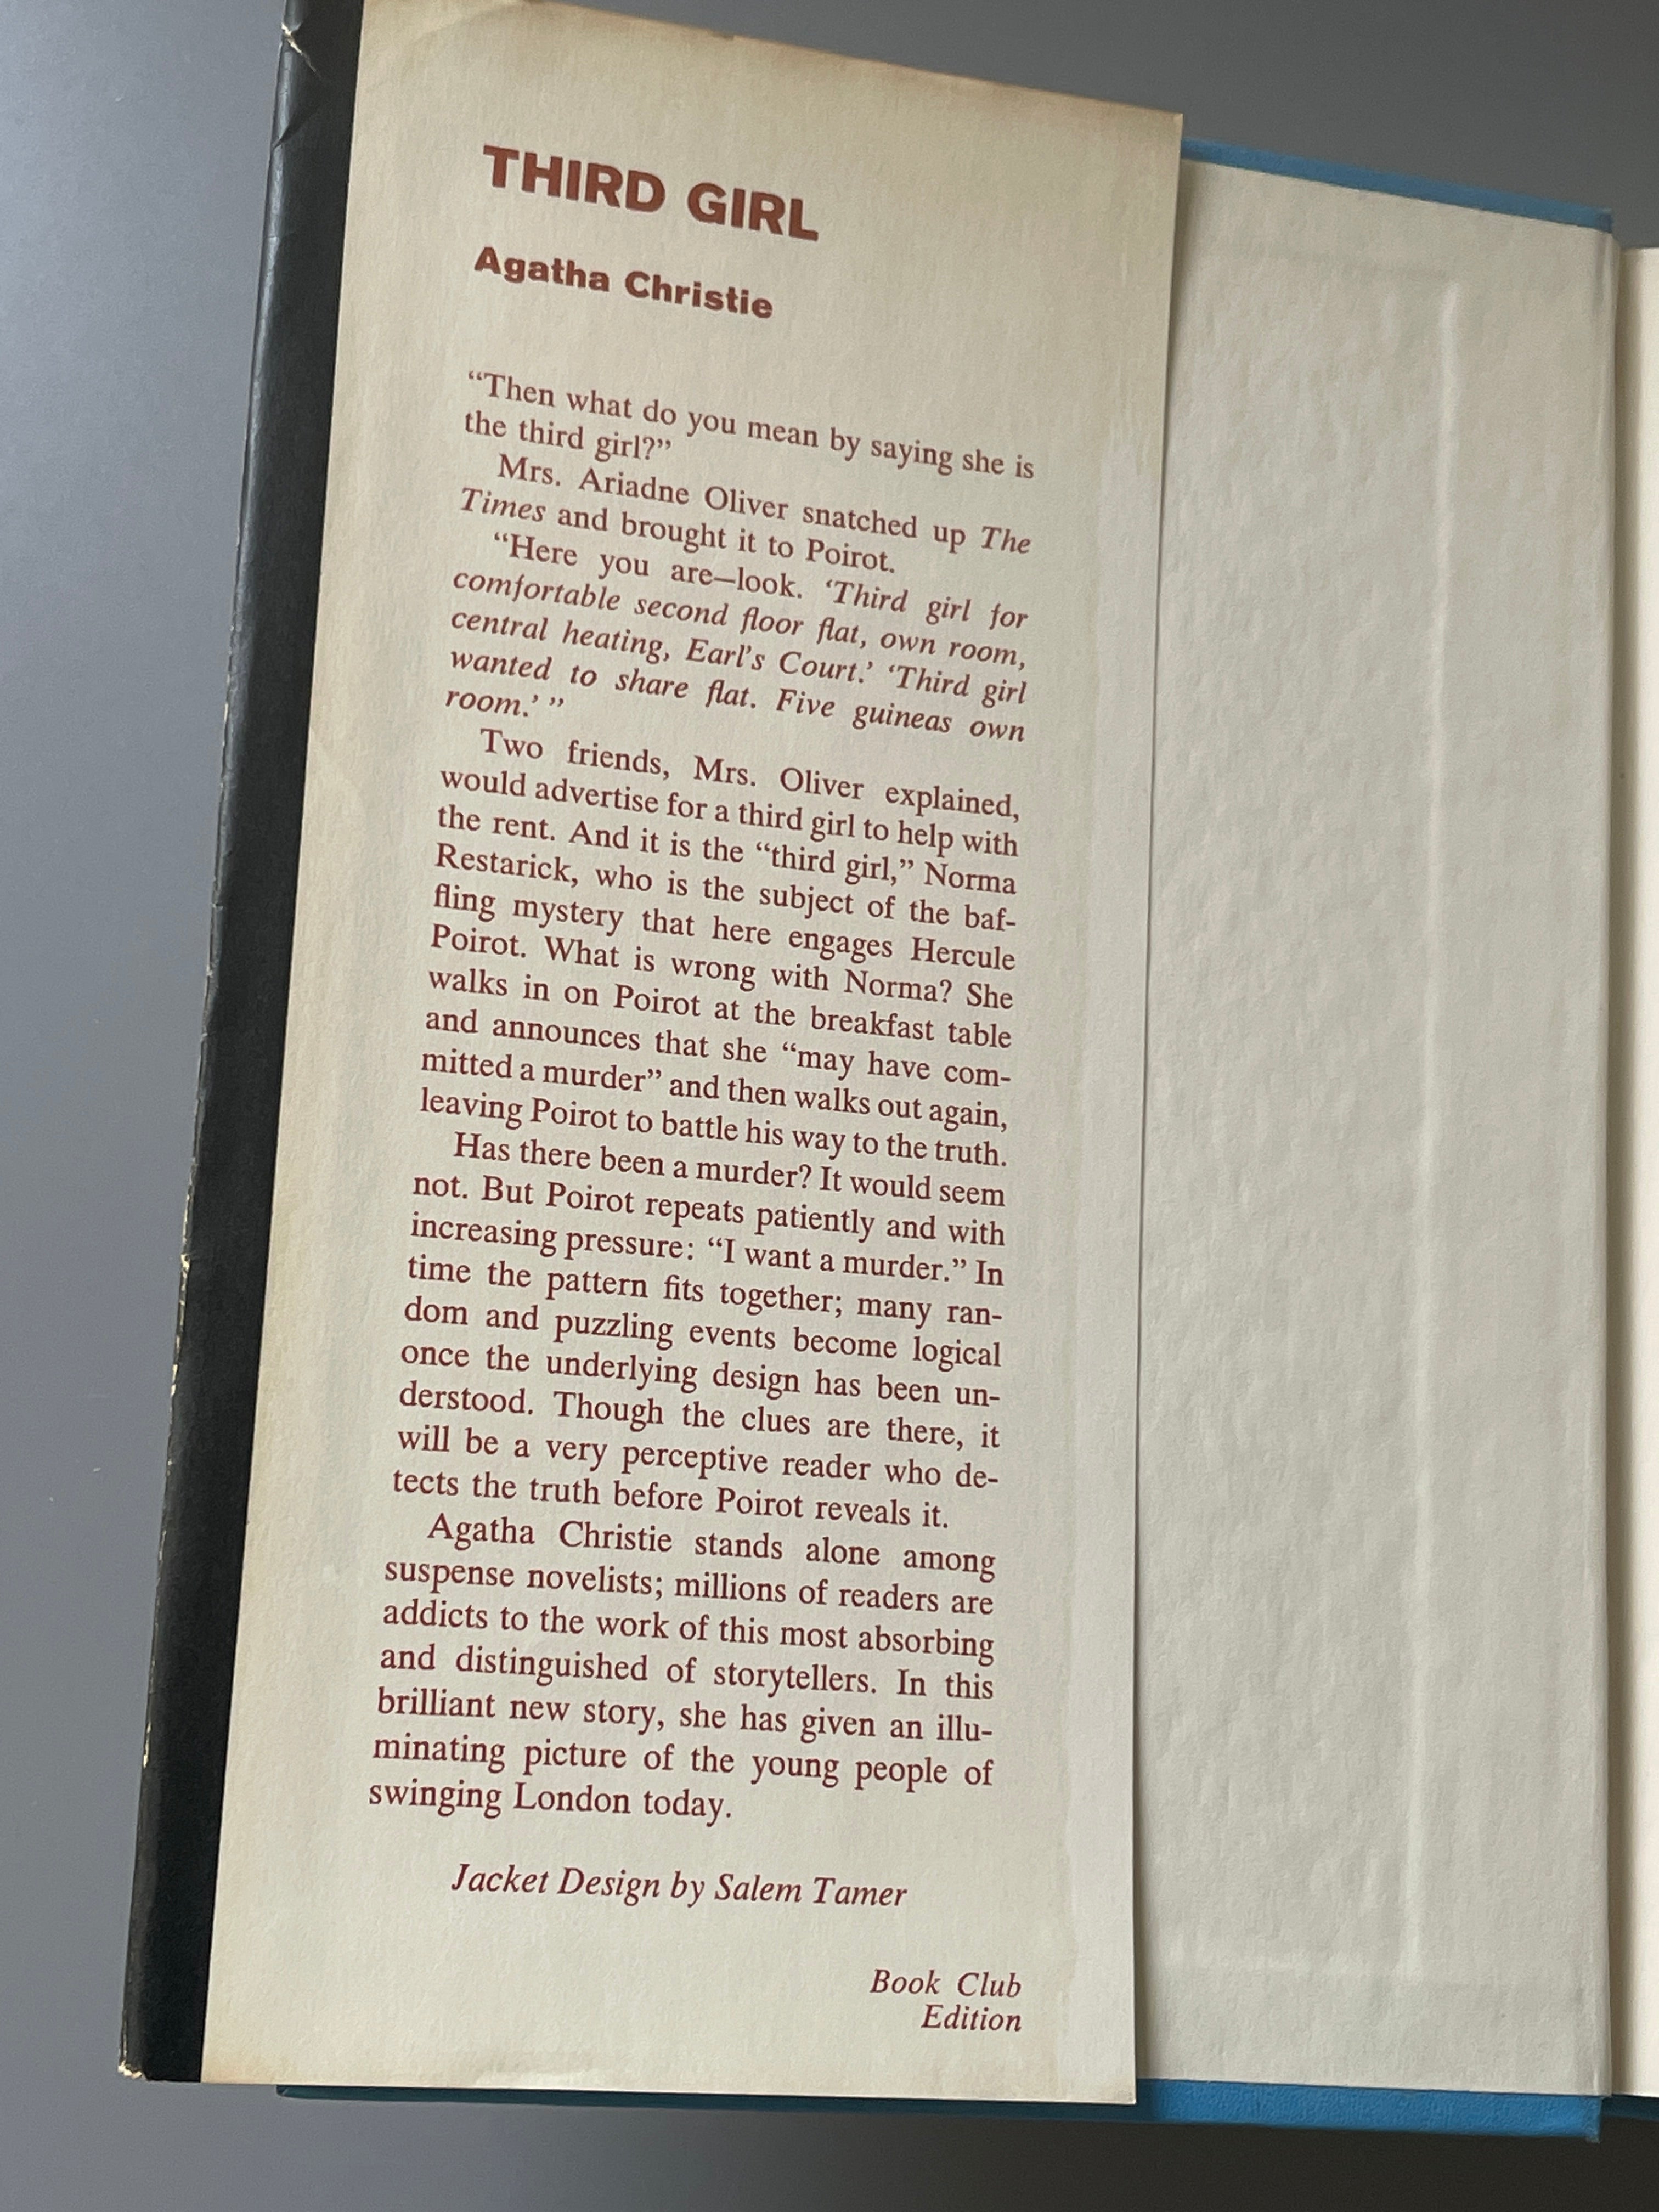 THIRD GIRL
Agatha Christie
“Then what do you mean by saying she is
the third girl?”
Mrs. Ariadne Oliver snatched up The
Times and brought it to Poirot.
“Here you are—look. ‘Third girl for
comfortable second floor flat, own room,
central heating, Earl’s Court.’ ‘Third girl
wanted to share flat. Five guineas own
room.’ ”
Two friends, Mrs. Oliver explained,
would advertise for a third girl to help with
the rent. And it is the “third girl,” Norma
Restarick, who is the subject of the baf-
fling mystery that here engages Hercule
Poirot. What is wrong with Norma? She
walks in on Poirot at the breakfast table
and announces that she “may have com-
mitted a murder” and then walks out again,
leaving Poirot to battle his way to the truth.
Has there been a murder? It would seem
not. But Poirot repeats patiently and with
increasing pressure: “I want a murder.” In
time the pattern fits together; many ran-
dom and puzzling events become logical
once the underlying design has been un-
derstood. Though the clues are there, it
will be a very perceptive reader who de-
tects the truth before Poirot reveals it.
Agatha Christie stands alone among
suspense novelists; millions of readers are
addicts to the work of this most absorbing
and distinguished of storytellers. In this
brilliant new story, she has given an illu-
minating picture of the young people of
swinging London today.
Jacket Design by Salem Tamer
Book Club
Edition